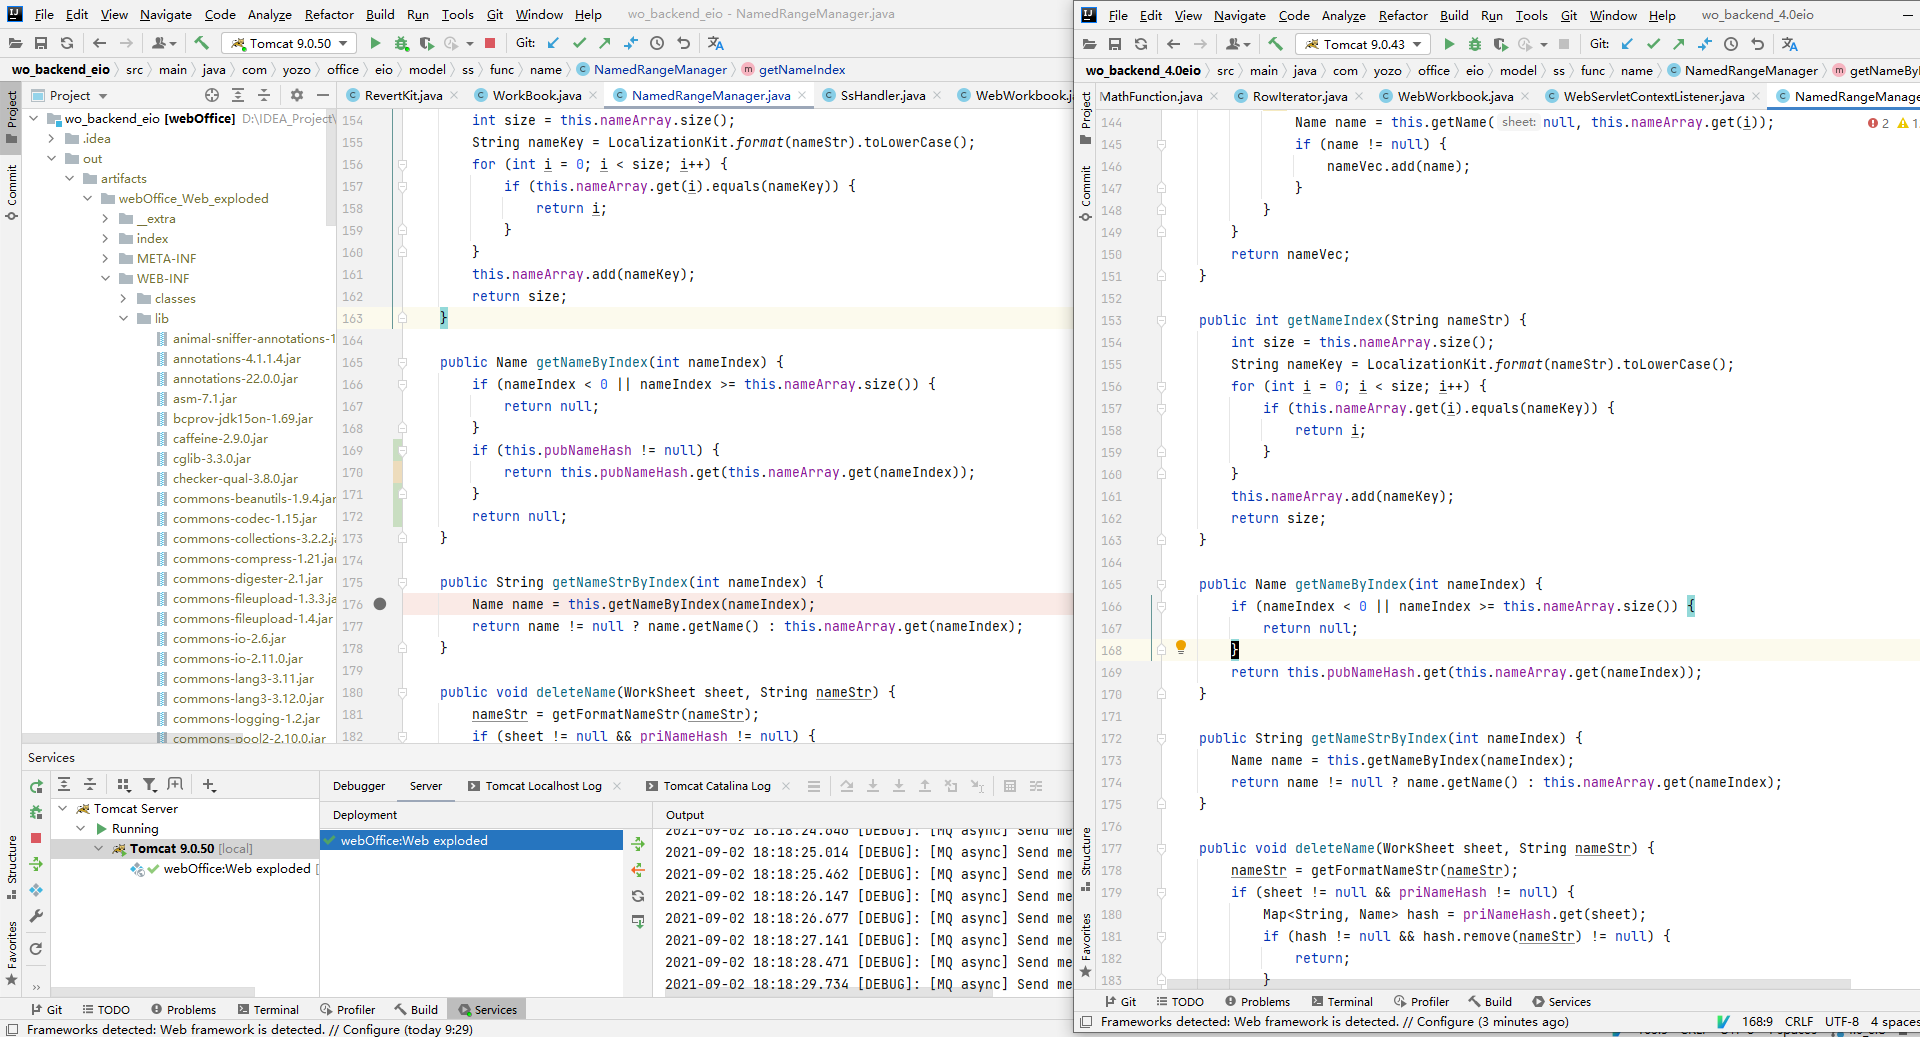 File Edit View Navigate Code Analyze Refactor Build Run Tools Git Window Help wo_backend_eio - NamedRangeManager.java
Tomcat 9.0.50 Git:
wo_backend_eio src main java com yozo office eio model ss func name NamedRangeManager getNameIndex
Project
RevertKit.java WorkBook.java NamedRangeManager.java SsHandler.java WebWorkbook.j
Project
Commit
Structure
Favorites
wo_backend_eio [webOffice] D:\IDEA_Project\
.idea
out
artifacts
webOffice_Web_exploded
__extra
index
META-INF
WEB-INF
classes
lib
animal-sniffer-annotations-1
annotations-4.1.1.4.jar
annotations-22.0.0.jar
asm-7.1.jar
bcprov-jdk15on-1.69.jar
caffeine-2.9.0.jar
cglib-3.3.0.jar
checker-qual-3.8.0.jar
commons-beanutils-1.9.4.jar
commons-codec-1.15.jar
commons-collections-3.2.2.ja
commons-compress-1.21.jar
commons-digester-2.1.jar
commons-fileupload-1.3.3.ja
commons-fileupload-1.4.jar
commons-io-2.6.jar
commons-io-2.11.0.jar
commons-lang3-3.11.jar
commons-lang3-3.12.0.jar
commons-logging-1.2.jar
commons-pool2-2.10.0.jar
154 int size = this.nameArray.size();
155 String nameKey = LocalizationKit.format(nameStr).toLowerCase();
156 for (int i = 0; i < size; i++) {
157 if (this.nameArray.get(i).equals(nameKey)) {
158 return i;
159 }
160 }
161 this.nameArray.add(nameKey);
162 return size;
163 }
164
165 public Name getNameByIndex(int nameIndex) {
166 if (nameIndex < 0 || nameIndex >= this.nameArray.size()) {
167 return null;
168 }
169 if (this.pubNameHash != null) {
170 return this.pubNameHash.get(this.nameArray.get(nameIndex));
171 }
172 return null;
173 }
174
175 public String getNameStrByIndex(int nameIndex) {
176 Name name = this.getNameByIndex(nameIndex);
177 return name != null ? name.getName() : this.nameArray.get(nameIndex);
178 }
179
180 public void deleteName(WorkSheet sheet, String nameStr) {
181 nameStr = getFormatNameStr(nameStr);
182 if (sheet != null && priNameHash != null) {
Services
Debugger Server Tomcat Localhost Log Tomcat Catalina Log
Tomcat Server
Running
Tomcat 9.0.50 [local]
webOffice:Web exploded [
Deployment
webOffice:Web exploded
Output
2021-09-02 18:18:24.046 [DEBUG]: [MQ async] Send me
2021-09-02 18:18:25.014 [DEBUG]: [MQ async] Send me
2021-09-02 18:18:25.462 [DEBUG]: [MQ async] Send me
2021-09-02 18:18:26.147 [DEBUG]: [MQ async] Send me
2021-09-02 18:18:26.677 [DEBUG]: [MQ async] Send me
2021-09-02 18:18:27.141 [DEBUG]: [MQ async] Send me
2021-09-02 18:18:28.471 [DEBUG]: [MQ async] Send me
2021-09-02 18:18:29.734 [DEBUG]: [MQ async] Send me
Git TODO Problems Terminal Profiler Build Services
Frameworks detected: Web framework is detected. // Configure (today 9:29)
File Edit View Navigate Code Analyze Refactor Build Run Tools Git Window Help wo_backend_4.0eio
Tomcat 9.0.43 Git:
wo_backend_4.0eio src main java com yozo office eio model ss func name NamedRangeManager getNameByI
MathFunction.java RowIterator.java WebWorkbook.java WebServletContextListener.java NamedRangeManage
Project
Commit
Structure
Favorites
2 1
144 Name name = this.getName( sheet: null, this.nameArray.get(i));
145 if (name != null) {
146 nameVec.add(name);
147 }
148 }
149 }
150 return nameVec;
151 }
152
153 public int getNameIndex(String nameStr) {
154 int size = this.nameArray.size();
155 String nameKey = LocalizationKit.format(nameStr).toLowerCase();
156 for (int i = 0; i < size; i++) {
157 if (this.nameArray.get(i).equals(nameKey)) {
158 return i;
159 }
160 }
161 this.nameArray.add(nameKey);
162 return size;
163 }
164
165 public Name getNameByIndex(int nameIndex) {
166 if (nameIndex < 0 || nameIndex >= this.nameArray.size()) {
167 return null;
168 }
169 return this.pubNameHash.get(this.nameArray.get(nameIndex));
170 }
171
172 public String getNameStrByIndex(int nameIndex) {
173 Name name = this.getNameByIndex(nameIndex);
174 return name != null ? name.getName() : this.nameArray.get(nameIndex);
175 }
176
177 public void deleteName(WorkSheet sheet, String nameStr) {
178 nameStr = getFormatNameStr(nameStr);
179 if (sheet != null && priNameHash != null) {
180 Map<String, Name> hash = priNameHash.get(sheet);
181 if (hash != null && hash.remove(nameStr) != null) {
182 return;
183 }
Git TODO Problems Terminal Profiler Build Services
Frameworks detected: Web framework is detected. // Configure (3 minutes ago) 168:9 CRLF UTF-8 4 spaces